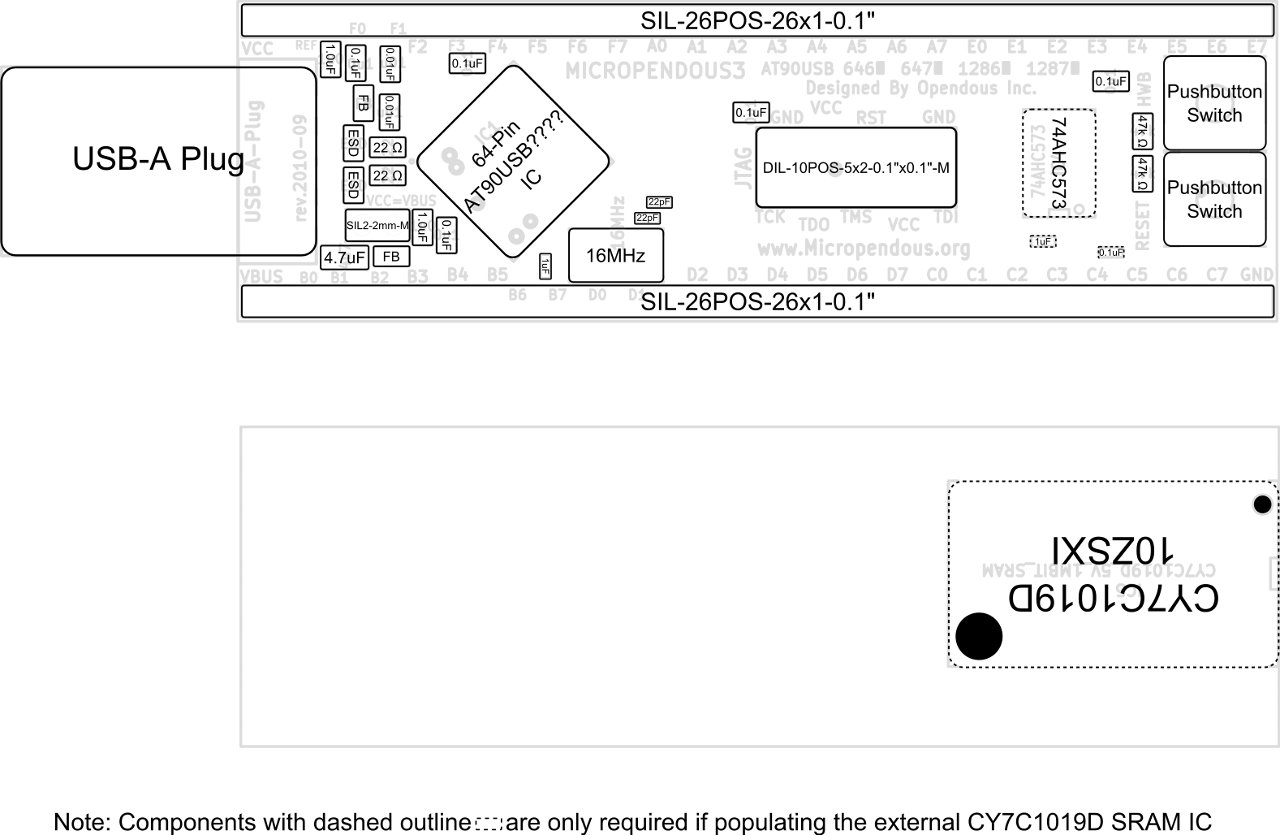 SIL-26POS-26x1-0.1"
F0 F1
VCC REF F2 F3 F4 F5 F6 F7 A0 A1 A2 A3 A4 A5 A6 A7 E0 E1 E2 E3 E4 E5 E6 E7
1.0uF 0.1uF 0.01uF
0.1uF
MICROPENDOUS3 AT90USB 646 647 1286 1287
Designed By Opendous Inc.
0.1uF
HWB
Pushbutton
Switch
FB 0.01uF
0.1uF
GND VCC RST GND
USB-A Plug
USB-A-Plug
rev.2010-09
ESD 22 Ω
ESD 22 Ω
IC1
64-Pin
AT90USB????
IC
JTAG
DIL-10POS-5x2-0.1"x0.1"-M
74AHC573
74AHC573
47k Ω
47k Ω
Pushbutton
Switch
RESET
VCC=VBUS
SIL2-2mm-M
1.0uF
0.1uF
22pF
22pF
16MHz
16MHz
TCK TDO TMS VCC TDI
www.Micropendous.org
.1uF
0.1uF
4.7uF FB
1uF
VBUS B0 B1 B2 B3 B4 B5 D2 D3 D4 D5 D6 D7 C0 C1 C2 C3 C4 C5 C6 C7 GND
B6 B7 D0 D1
SIL-26POS-26x1-0.1"
CY7C1019D
CY7C1019D_5V_1MBIT_SRAM
10ZSXI
Note: Components with dashed outline are only required if populating the external CY7C1019D SRAM IC